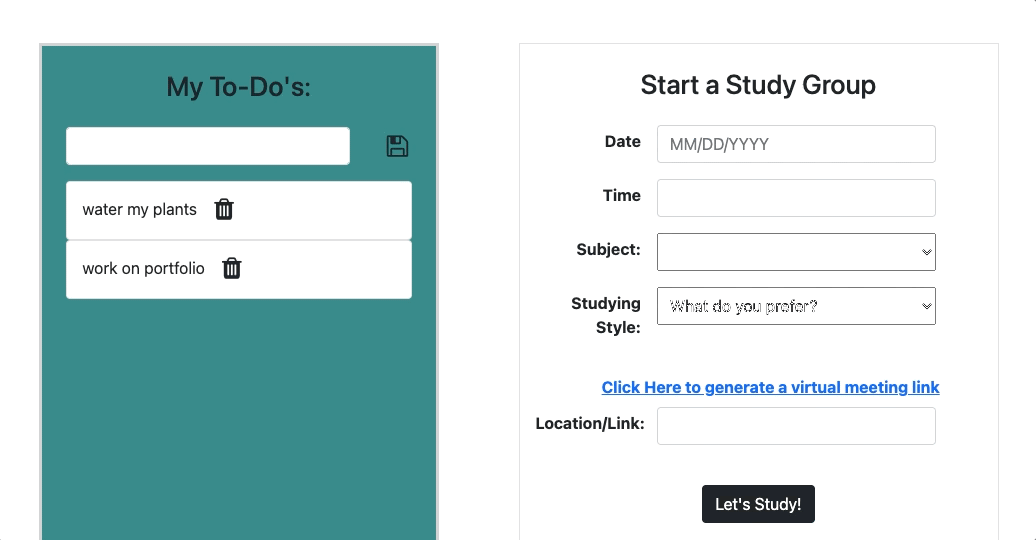 My To-Do's:
water my plants
work on portfolio
Start a Study Group
Date
MM/DD/YYYY
Time
Subject:
Studying
Style:
What do you prefer?
Click Here to generate a virtual meeting link
Location/Link:
Let's Study!